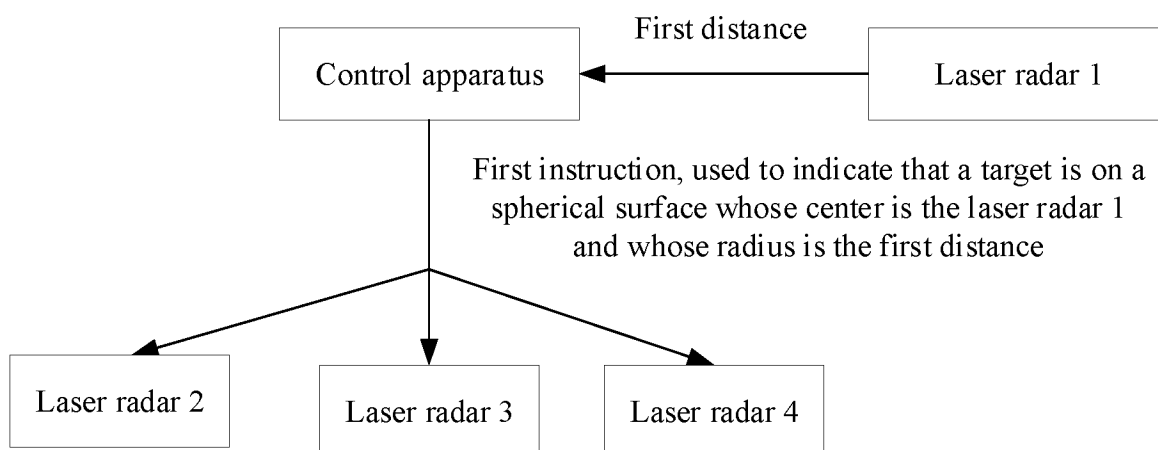 First distance
Control apparatus
Laser radar 1
First instruction, used to indicate that a target is on a
spherical surface whose center is the laser radar 1
and whose radius is the first distance
Laser radar 2
Laser radar 3
Laser radar 4